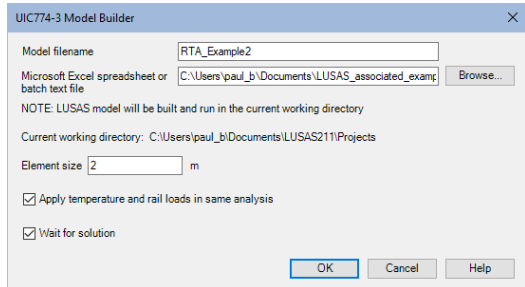 UIC774-3 Model Builder
Model filename RTA_Example2
Microsoft Excel spreadsheet or
batch text file C:\Users\paul_b\Documents\LUSAS_associated_examp Browse...
NOTE: LUSAS model will be built and run in the current working directory
Current working directory: C:\Users\paul_b\Documents\LUSAS211\Projects
Element size 2 m
Apply temperature and rail loads in same analysis
Wait for solution
OK Cancel Help